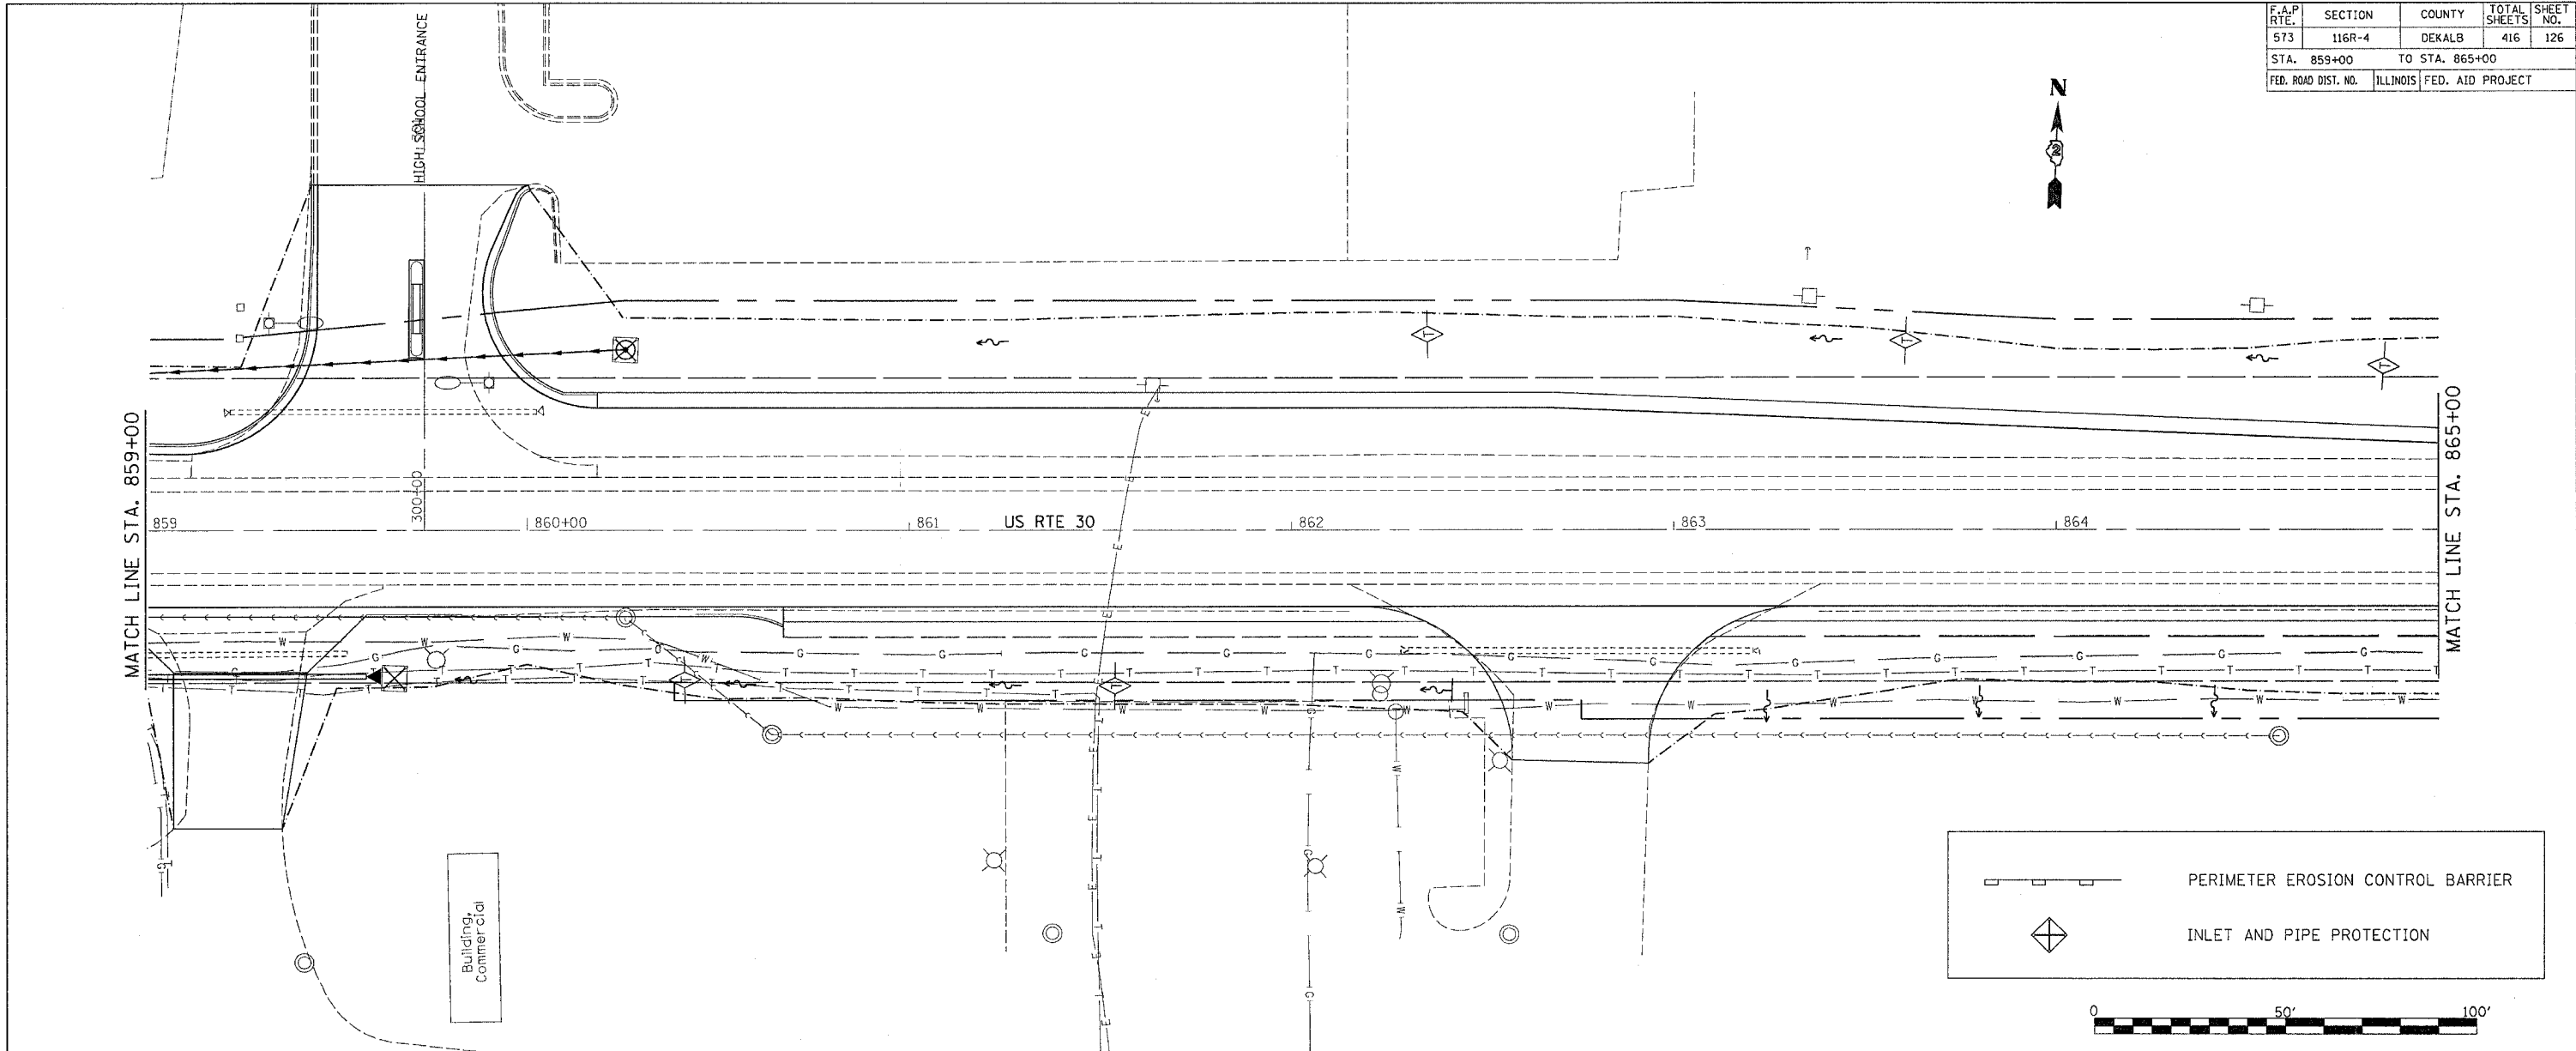 F.A.P RTE. SECTION COUNTY TOTAL SHEETS SHEET NO.
573 116R-4 DEKALB 416 126
STA. 859+00 TO STA. 865+00
FED. ROAD DIST. NO. ILLINOIS FED. AID PROJECT
N
2
HIGH SCHOOL ENTRANCE
MATCH LINE STA. 859+00
MATCH LINE STA. 865+00
300+00
859 860+00 861 US RTE 30 862 863 864
T T T
E E E E
W W W W
G G G G G G G G G G G
T T T T T T T T T T T T
W W W W W W W W W W
Building, Commercial
PERIMETER EROSION CONTROL BARRIER
INLET AND PIPE PROTECTION
0 50' 100'